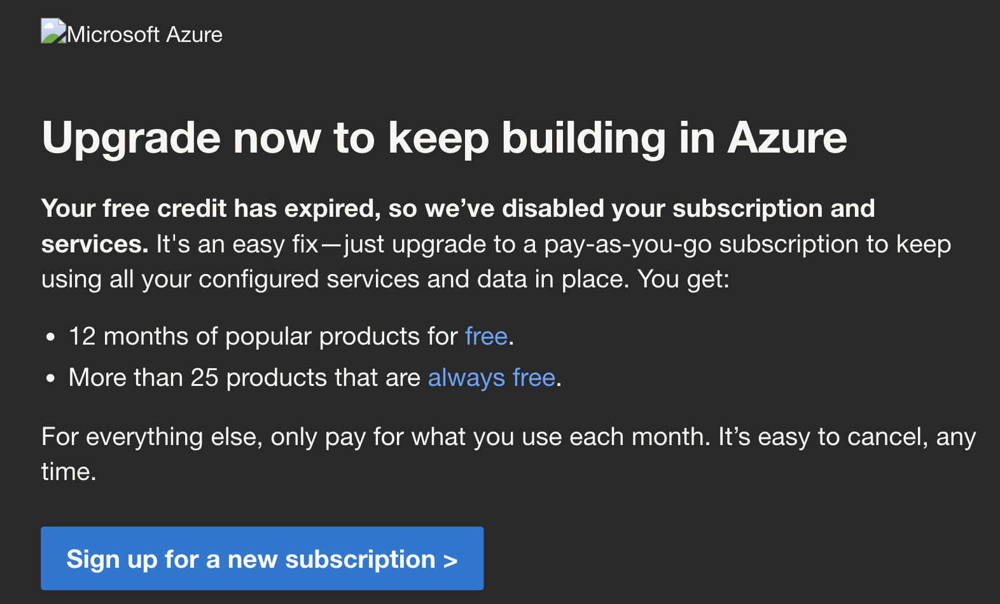 Microsoft Azure
Upgrade now to keep building in Azure
Your free credit has expired, so we’ve disabled your subscription and
services. It's an easy fix—just upgrade to a pay-as-you-go subscription to keep
using all your configured services and data in place. You get:
• 12 months of popular products for free.
• More than 25 products that are always free.
For everything else, only pay for what you use each month. It’s easy to cancel, any
time.
Sign up for a new subscription >